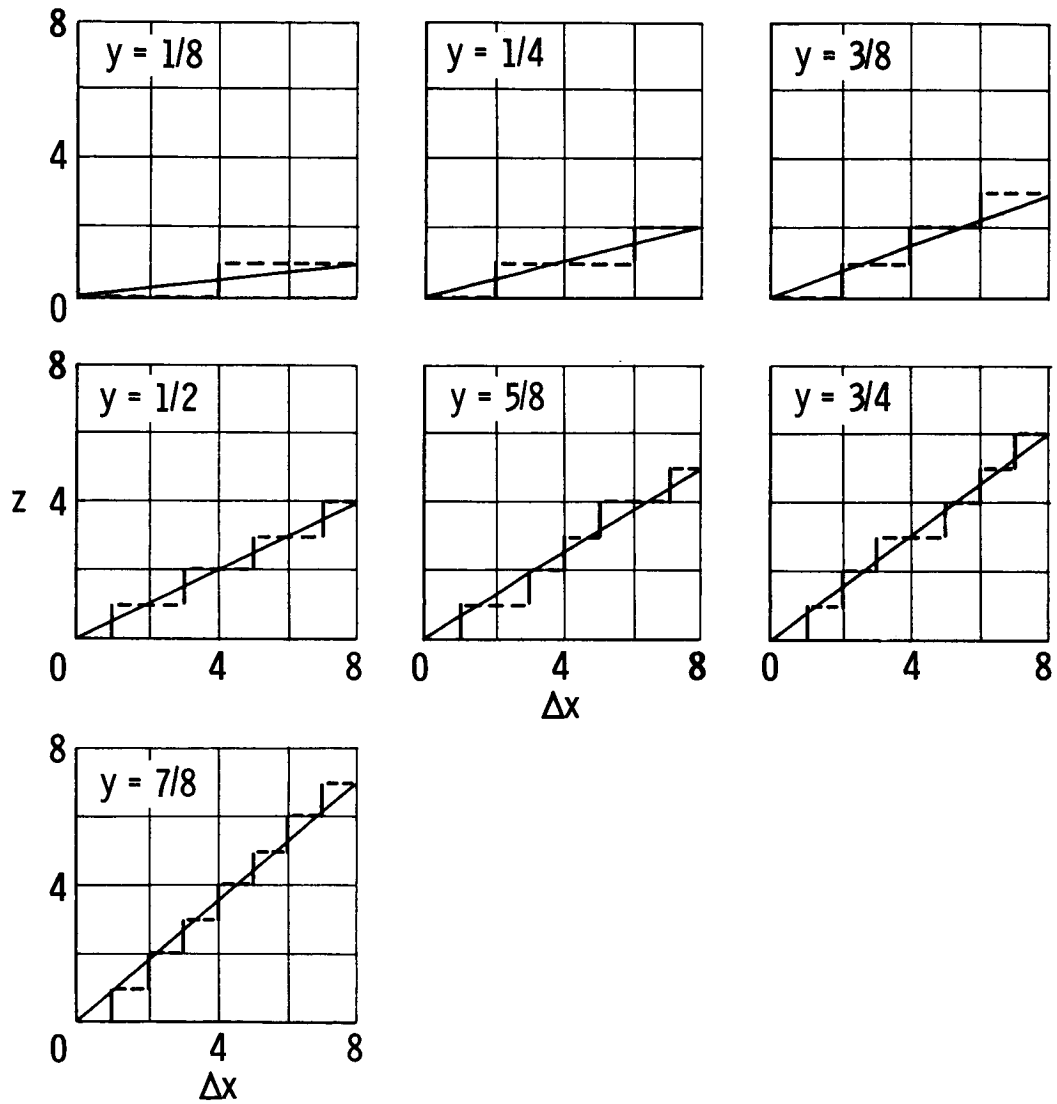 8
y = 1/8
y = 1/4
y = 3/8
4
0
8
y = 1/2
y = 5/8
y = 3/4
z
4
0 4 8
0 4 8
0 4 8
Δx
8
y = 7/8
4
0 4 8
Δx